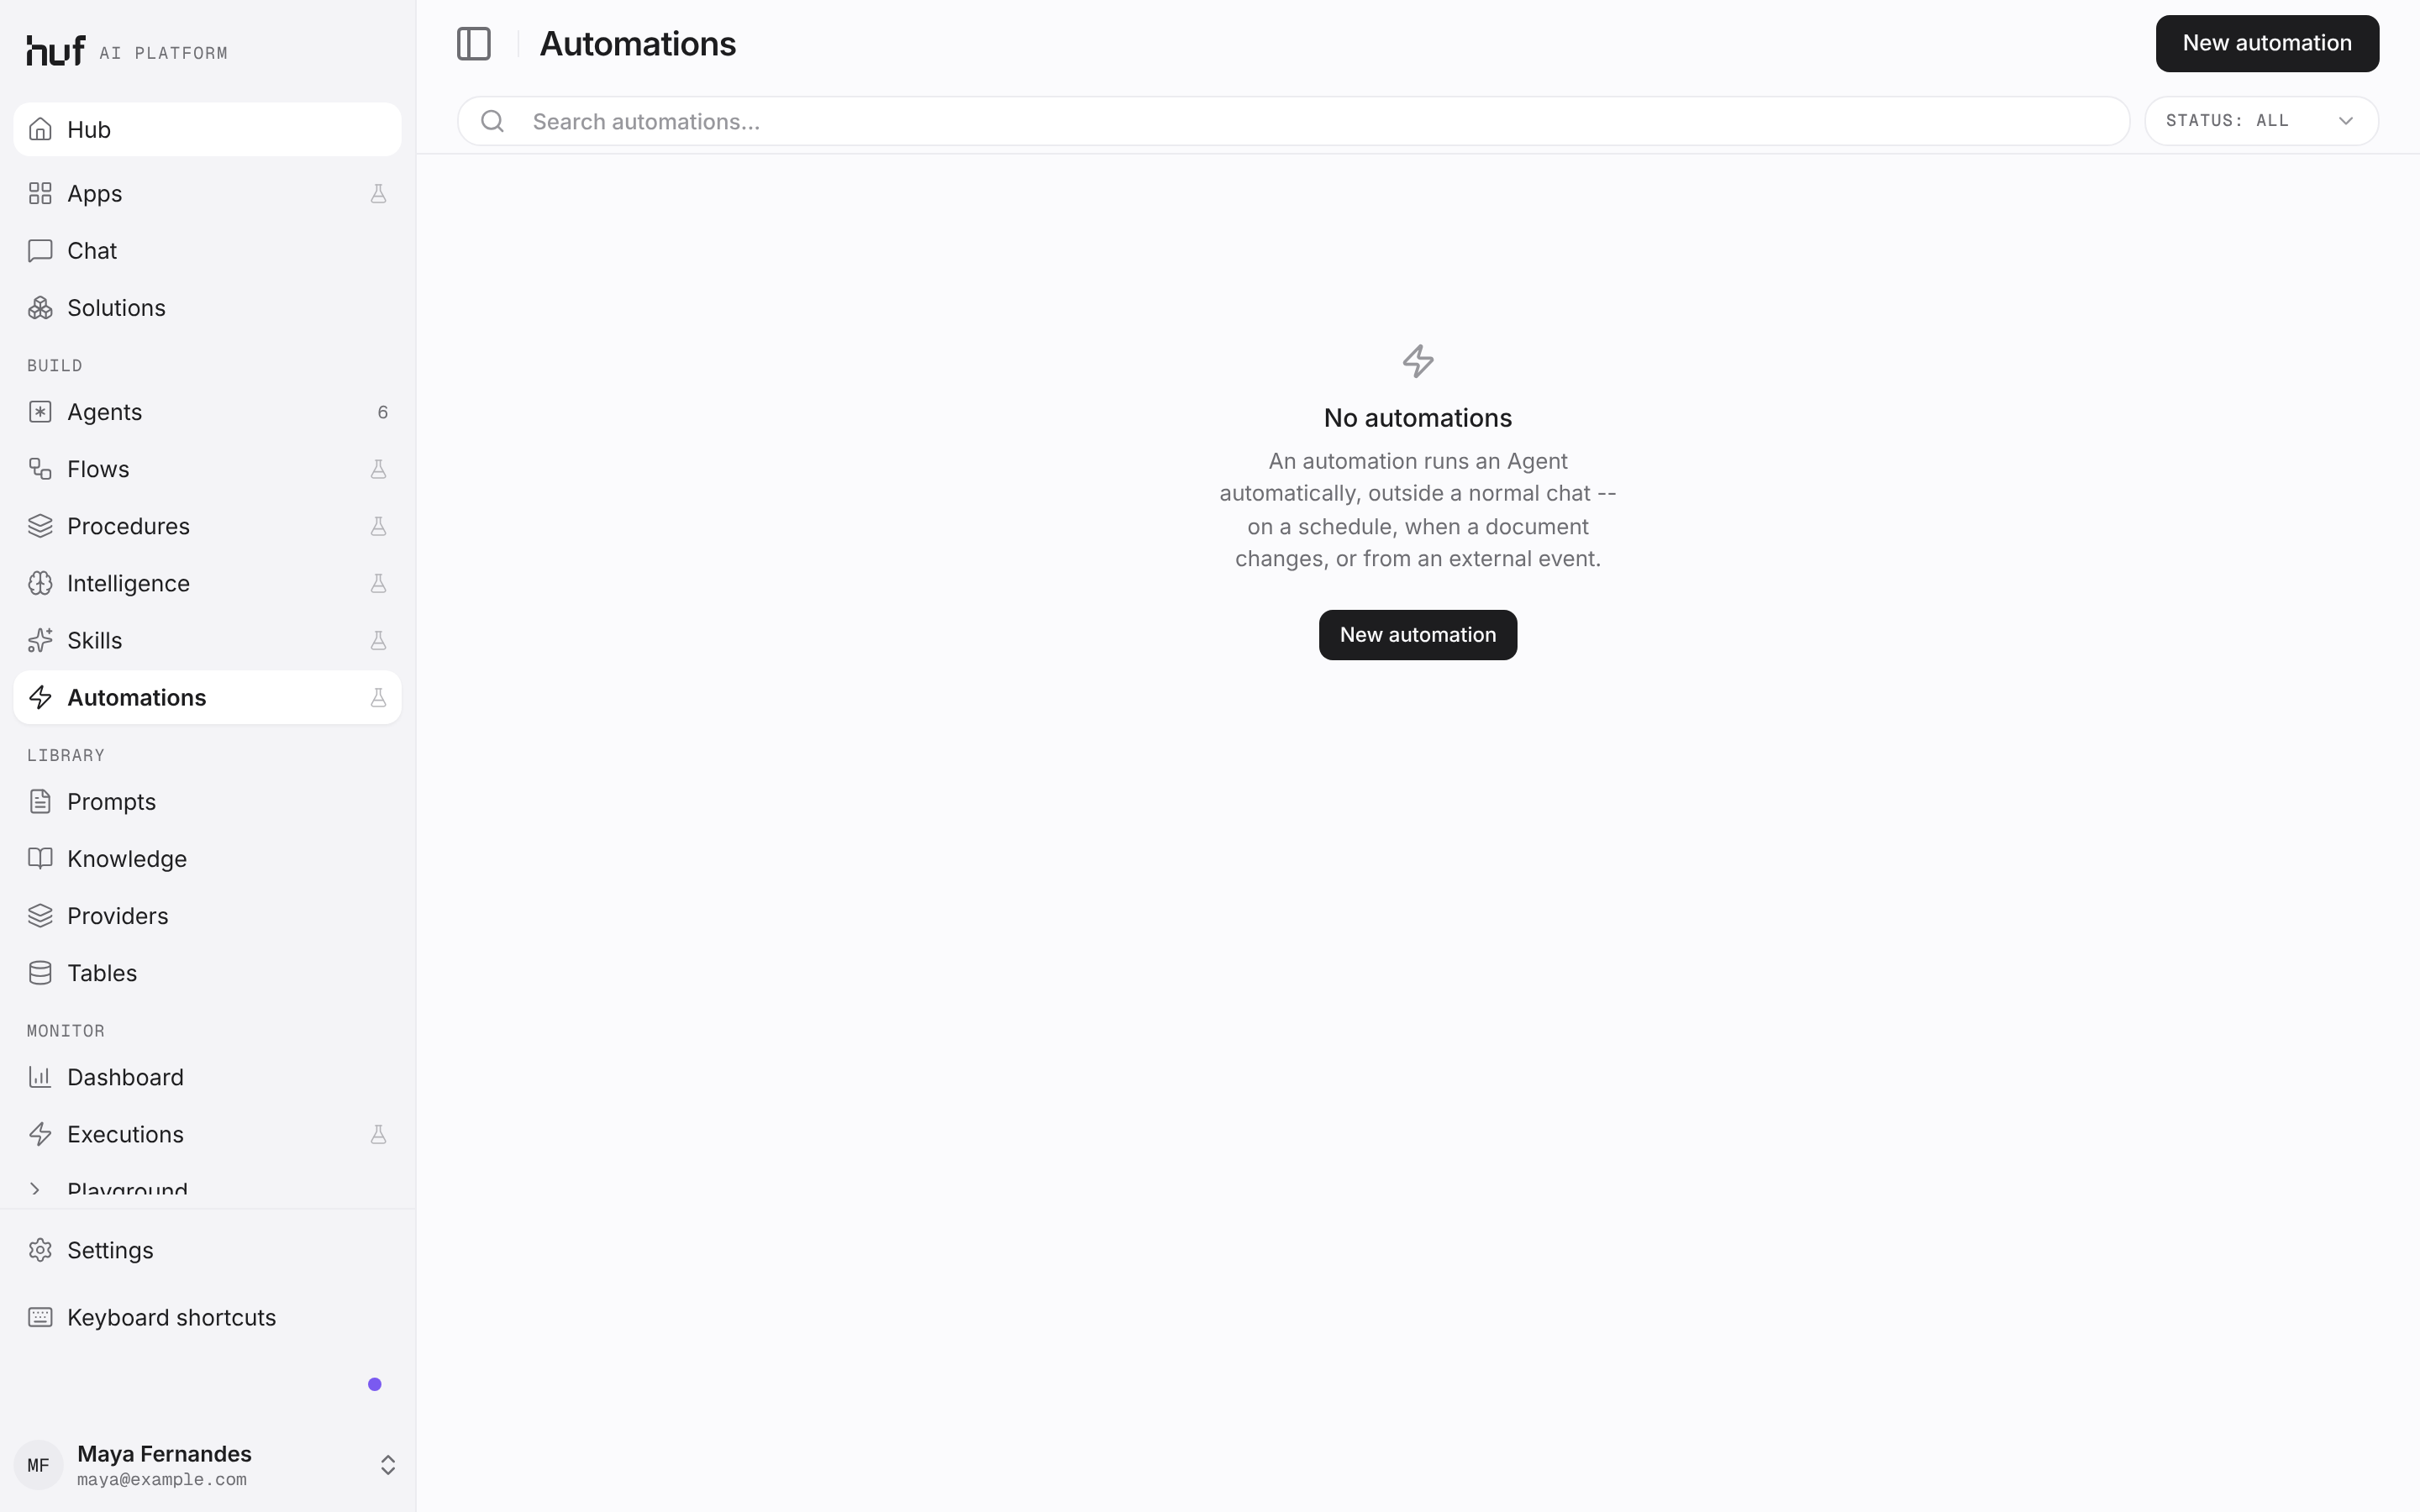 huf AI PLATFORM
Hub
Apps
Chat
Solutions
BUILD
Agents 6
Flows
Procedures
Intelligence
Skills
Automations
LIBRARY
Prompts
Knowledge
Providers
Tables
MONITOR
Dashboard
Executions
Playground
Settings
Keyboard shortcuts
MF
Maya Fernandes
maya@example.com
Automations
New automation
Search automations...
STATUS: ALL
No automations
An automation runs an Agent
automatically, outside a normal chat --
on a schedule, when a document
changes, or from an external event.
New automation